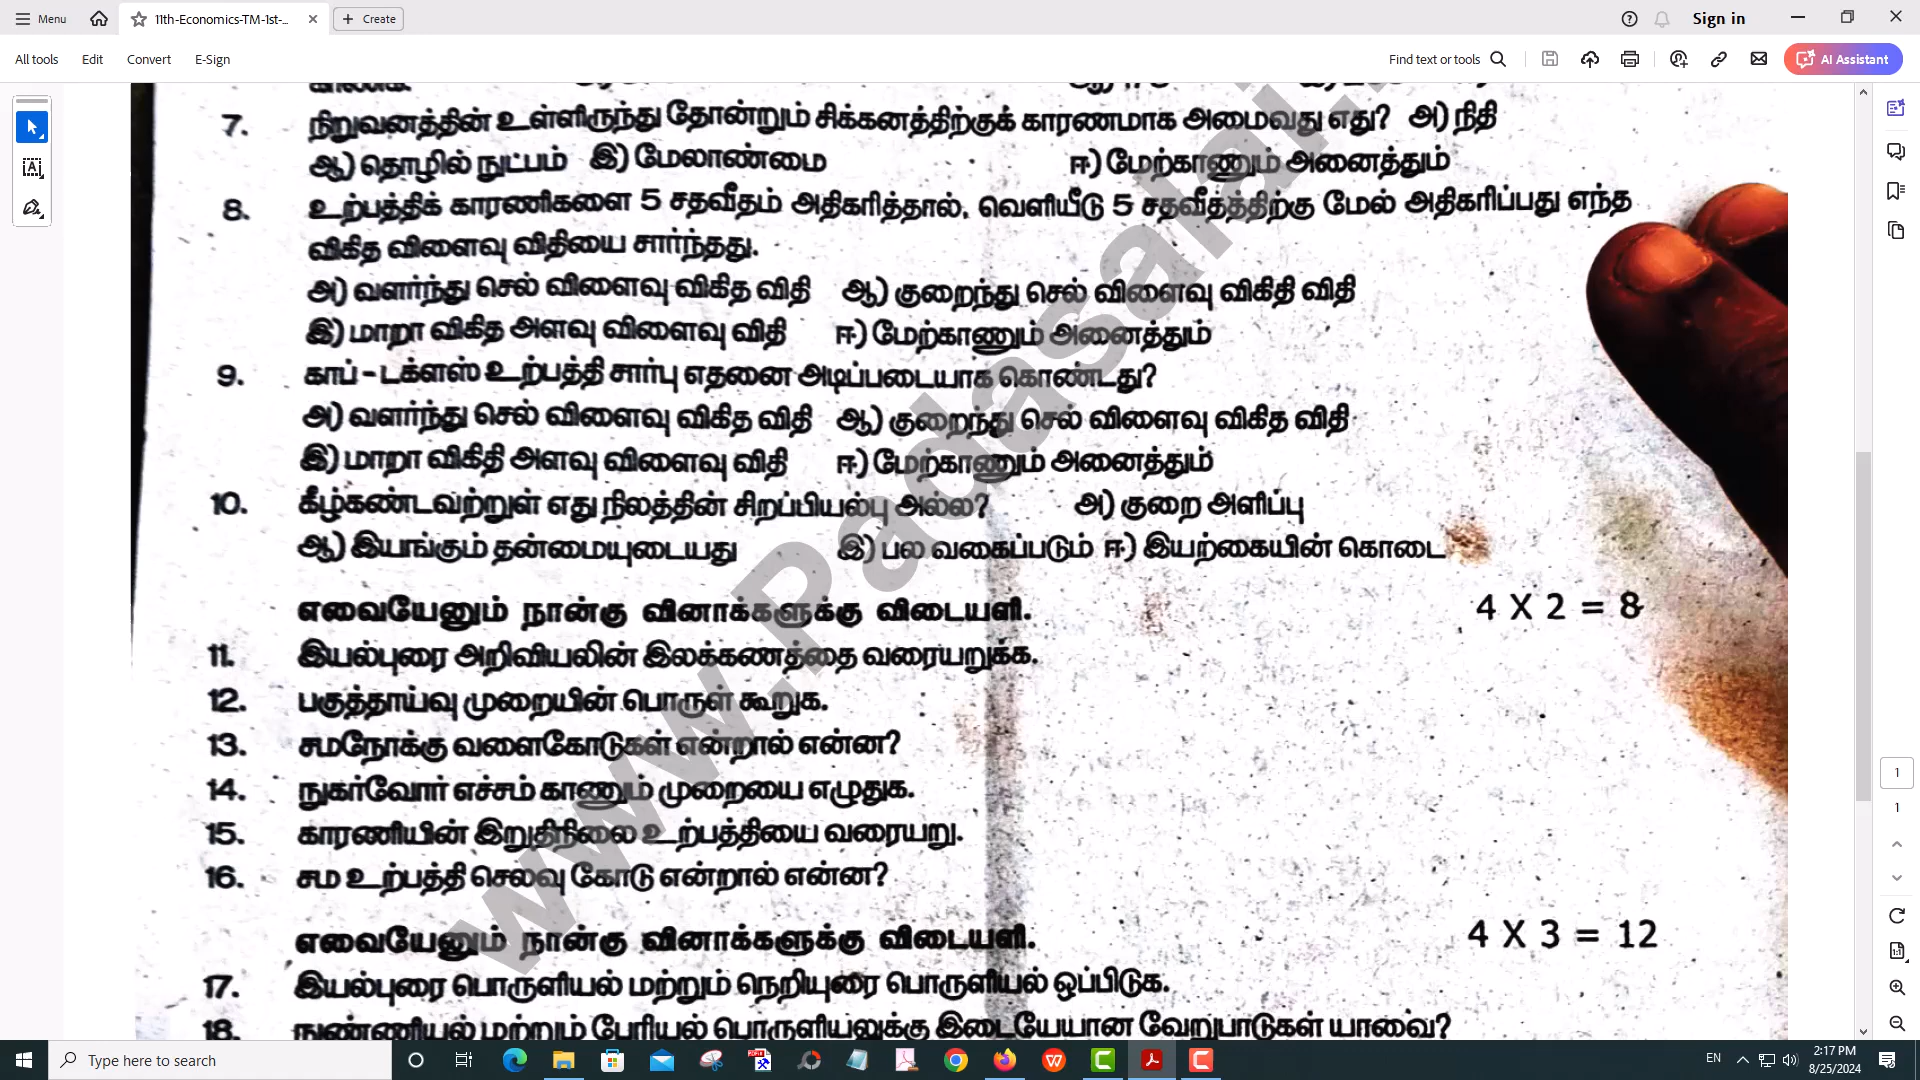 Menu
11th-Economics-TM-1st-...
Create
Sign in
All tools Edit Convert E-Sign
Find text or tools
AI Assistant
7. நிறுவனத்தின் உள்ளிருந்து தோன்றும் சிக்கனத்திற்குக் காரணமாக அமைவது எது? அ) நிதி
ஆ) தொழில் நுட்பம் இ) மேலாண்மை ஈ) மேற்காணும் அனைத்தும்
8. உற்பத்திக் காரணிகளை 5 சதவீதம் அதிகரித்தால், வெளியீடு 5 சதவீதத்திற்கு மேல் அதிகரிப்பது எந்த
விகித விளைவு விதியை சார்ந்தது.
அ) வளர்ந்து செல் விளைவு விகித விதி ஆ) குறைந்து செல் விளைவு விகிதி விதி
இ) மாறா விகித அளவு விளைவு விதி ஈ) மேற்காணும் அனைத்தும்
9. காப் - டக்ளஸ் உற்பத்தி சார்பு எதனை அடிப்படையாக கொண்டது?
அ) வளர்ந்து செல் விளைவு விகித விதி ஆ) குறைந்து செல் விளைவு விகித விதி
இ) மாறா விகிதி அளவு விளைவு விதி ஈ) மேற்காணும் அனைத்தும்
10. கீழ்கண்டவற்றுள் எது நிலத்தின் சிறப்பியல்பு அல்ல? அ) குறை அளிப்பு
ஆ) இயங்கும் தன்மையுடையது இ) பல வகைப்படும் ஈ) இயற்கையின் கொடை
எவையேனும் நான்கு வினாக்களுக்கு விடையளி. 4 X 2 = 8
11. இயல்புரை அறிவியலின் இலக்கணத்தை வரையறுக்க.
12. பகுத்தாய்வு முறையின் பொருள் கூறுக.
13. சமநோக்கு வளைகோடுகள் என்றால் என்ன?
14. நுகர்வோர் எச்சம் காணும் முறையை எழுதுக.
15. காரணியின் இறுதிநிலை உற்பத்தியை வரையறு.
16. சம உற்பத்தி செலவு கோடு என்றால் என்ன?
எவையேனும் நான்கு வினாக்களுக்கு விடையளி. 4 X 3 = 12
17. இயல்புரை பொருளியல் மற்றும் நெறியுரை பொருளியல் ஒப்பிடுக.
18. நுண்ணியல் மற்றும் பேரியல் பொருளியலுக்கு இடையேயான வேறுபாடுகள் யாவை?
www.Padasalai.
1
1
Type here to search
EN
2:17 PM
8/25/2024